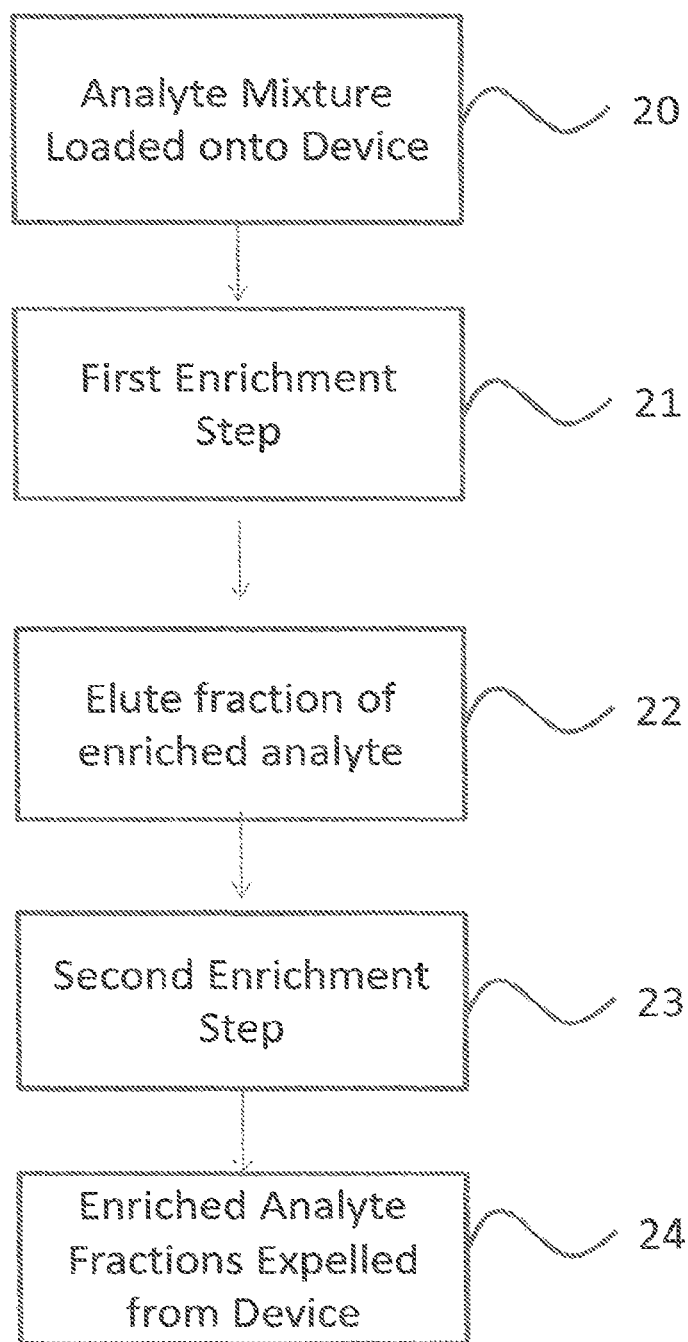 Analyte Mixture
Loaded onto Device
20
First Enrichment
Step
21
Elute fraction of
enriched analyte
22
Second Enrichment
Step
23
Enriched Analyte
Fractions Expelled
from Device
24